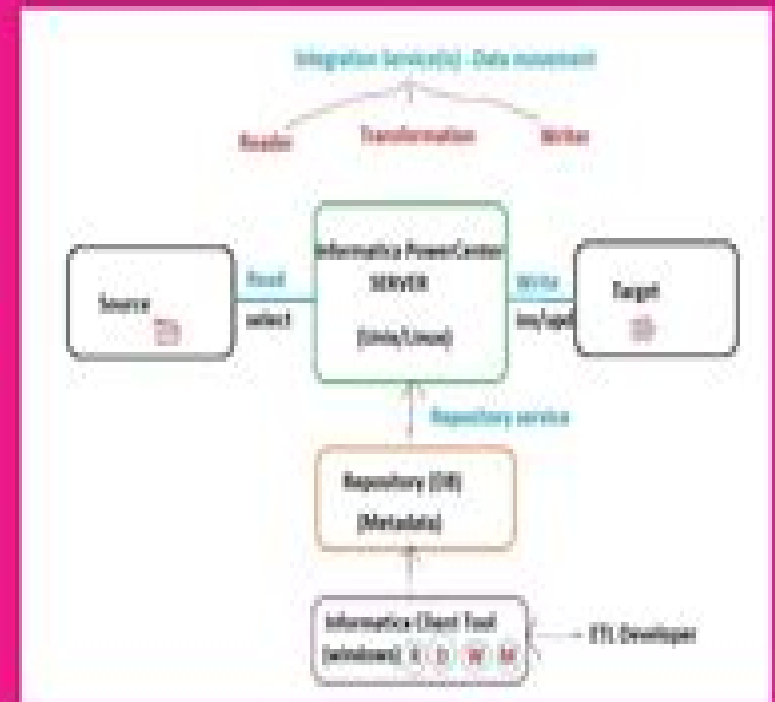 Integration Service(s) - Data movement
Reader
Transformation
Writer
Informatica PowerCenter
SERVER
(Unix/Linux)
Source
Read
select
Write
ins/upd
Target
Repository service
Repository (DB)
(Metadata)
Informatica Client Tool
(windows) R D W M
ETL Developer